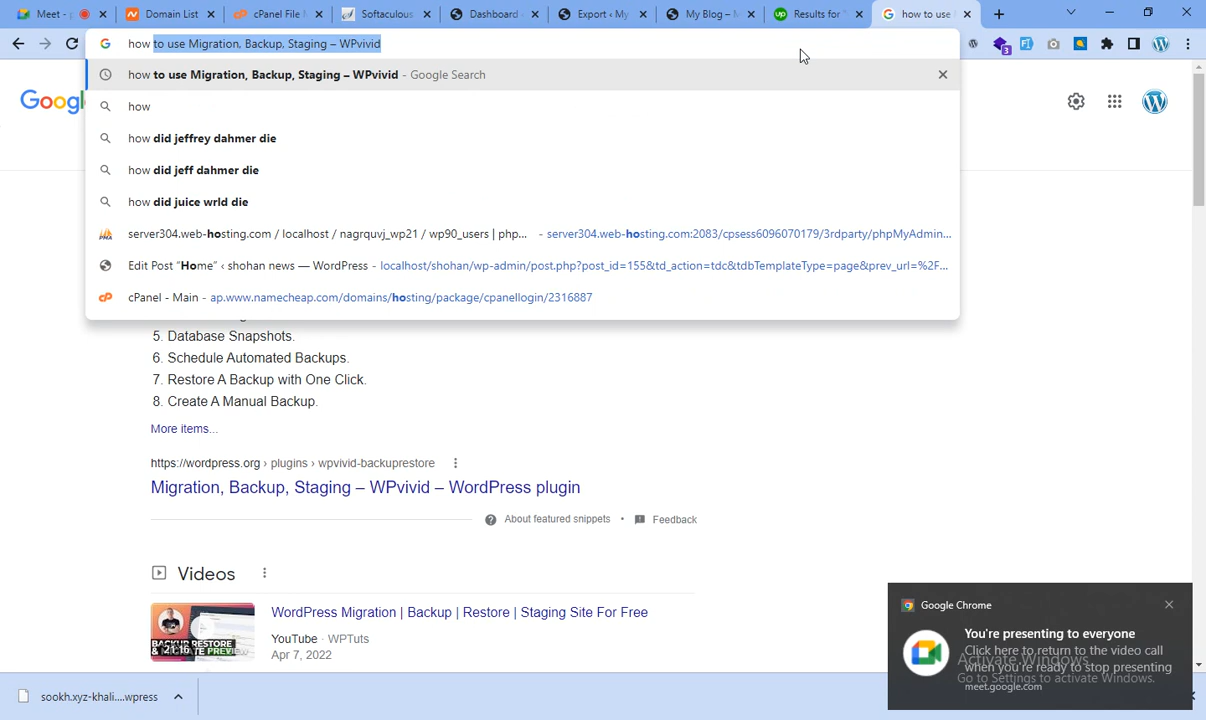 Meet - p
Domain List
cPanel File M
Softaculous
Dashboard ‹
Export ‹ My
My Blog –
Results for "
how to use
how to use Migration, Backup, Staging – WPvivid
how to use Migration, Backup, Staging – WPvivid - Google Search
how
how did jeffrey dahmer die
how did jeff dahmer die
how did juice wrld die
server304.web-hosting.com / localhost / nagrquvj_wp21 / wp90_users | php... - server304.web-hosting.com:2083/cpsess6096070179/3rdparty/phpMyAdmin...
Edit Post “Home” ‹ shohan news — WordPress - localhost/shohan/wp-admin/post.php?post_id=155&td_action=tdc&tdbTemplateType=page&prev_url=%2F...
cPanel - Main - ap.www.namecheap.com/domains/hosting/package/cpanellogin/2316887
3
Goog
5. Database Snapshots.
6. Schedule Automated Backups.
7. Restore A Backup with One Click.
8. Create A Manual Backup.
More items...
https://wordpress.org › plugins › wpvivid-backuprestore
Migration, Backup, Staging – WPvivid – WordPress plugin
About featured snippets • Feedback
Videos
WordPress Migration | Backup | Restore | Staging Site For Free
YouTube · WPTuts
Apr 7, 2022
BACKUP RESTORE
21:16
Google Chrome
You're presenting to everyone
Click here to return to the video call
when you're ready to stop presenting
meet.google.com
Activate Windows
Go to Settings to activate Windows.
sookh.xyz-khali....wpress